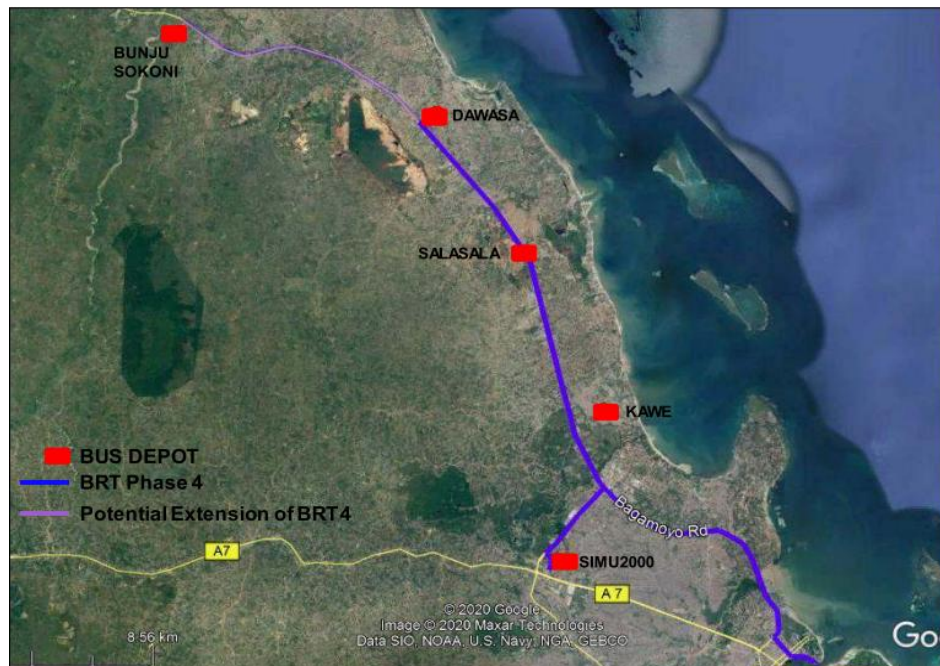 BUNJU
SOKONI
DAWASA
SALASALA
KAWE
BUS DEPOT
BRT Phase 4
Potential Extension of BRT4
Bagamoyo Rd
A7
SIMU2000
A 7
© 2020 Google
Image © 2020 Maxar Technologies
Data SIO, NOAA, U.S. Navy, NGA, GEBCO
8.56 km
Go